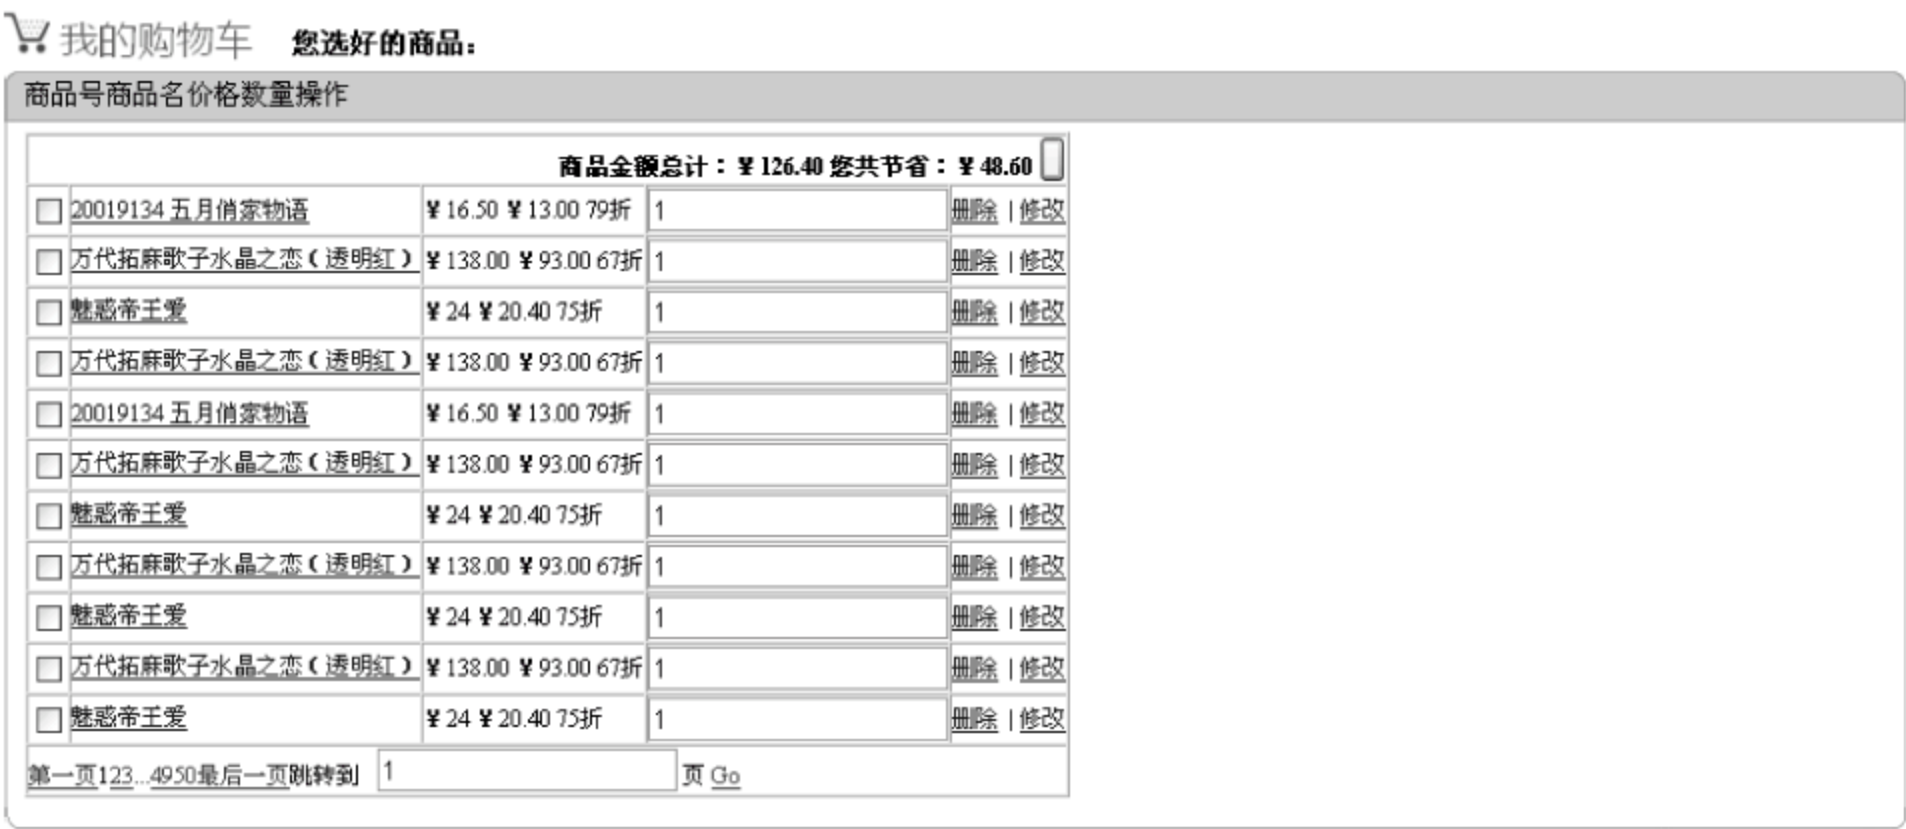 我的购物车 您选好的商品：
商品号商品名价格数量操作
商品金额总计：¥ 126.40 您共节省：¥ 48.60
20019134 五月俏家物语 ¥ 16.50 ¥ 13.00 79折 1 删除 | 修改
万代拓麻歌子水晶之恋（透明红） ¥ 138.00 ¥ 93.00 67折 1 删除 | 修改
魅惑帝王爱 ¥ 24 ¥ 20.40 75折 1 删除 | 修改
万代拓麻歌子水晶之恋（透明红） ¥ 138.00 ¥ 93.00 67折 1 删除 | 修改
20019134 五月俏家物语 ¥ 16.50 ¥ 13.00 79折 1 删除 | 修改
万代拓麻歌子水晶之恋（透明红） ¥ 138.00 ¥ 93.00 67折 1 删除 | 修改
魅惑帝王爱 ¥ 24 ¥ 20.40 75折 1 删除 | 修改
万代拓麻歌子水晶之恋（透明红） ¥ 138.00 ¥ 93.00 67折 1 删除 | 修改
魅惑帝王爱 ¥ 24 ¥ 20.40 75折 1 删除 | 修改
万代拓麻歌子水晶之恋（透明红） ¥ 138.00 ¥ 93.00 67折 1 删除 | 修改
魅惑帝王爱 ¥ 24 ¥ 20.40 75折 1 删除 | 修改
第一页123...4950最后一页跳转到 1 页 Go